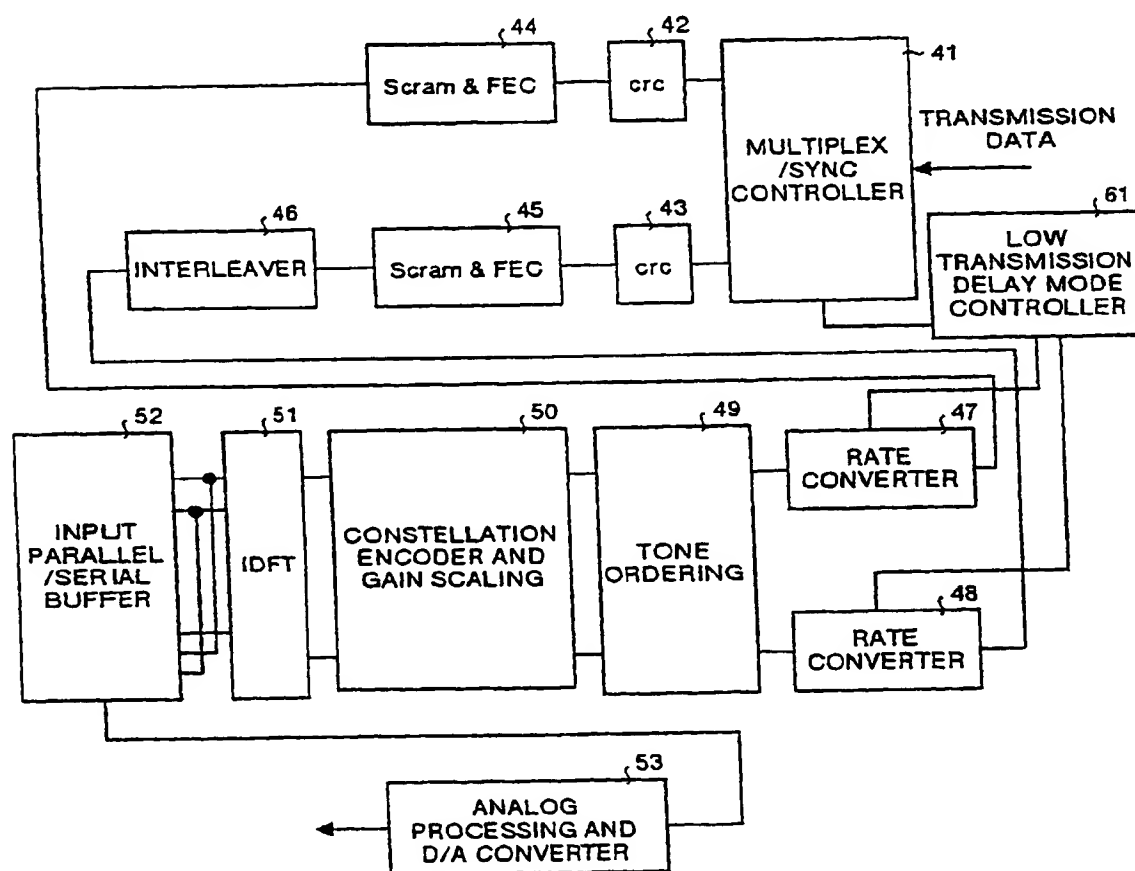 44
42
41
Scram & FEC
crc
MULTIPLEX
/SYNC
CONTROLLER
TRANSMISSION
DATA
46
45
43
61
INTERLEAVER
Scram & FEC
crc
LOW
TRANSMISSION
DELAY MODE
CONTROLLER
52
51
50
49
47
INPUT
PARALLEL
/SERIAL
BUFFER
IDFT
CONSTELLATION
ENCODER AND
GAIN SCALING
TONE
ORDERING
RATE
CONVERTER
48
RATE
CONVERTER
53
ANALOG
PROCESSING AND
D/A CONVERTER